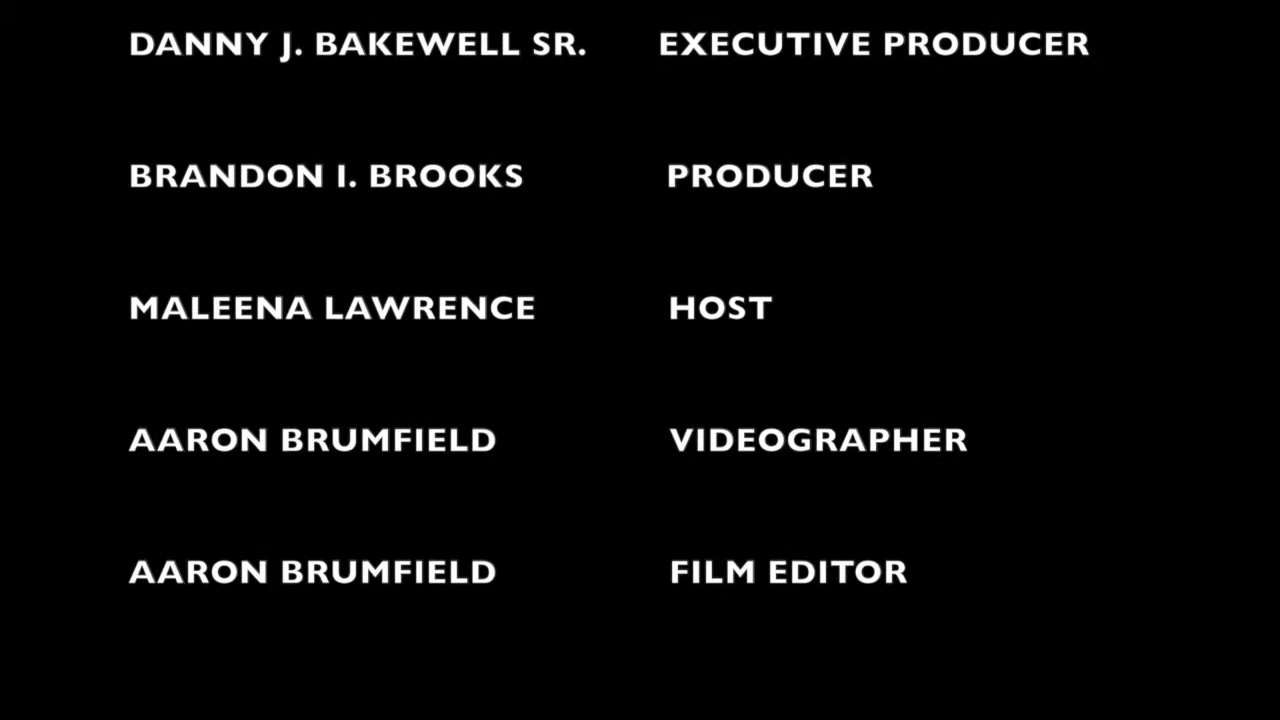 DANNY J. BAKEWELL SR. EXECUTIVE PRODUCER
BRANDON I. BROOKS PRODUCER
MALEENA LAWRENCE HOST
AARON BRUMFIELD VIDEOGRAPHER
AARON BRUMFIELD FILM EDITOR